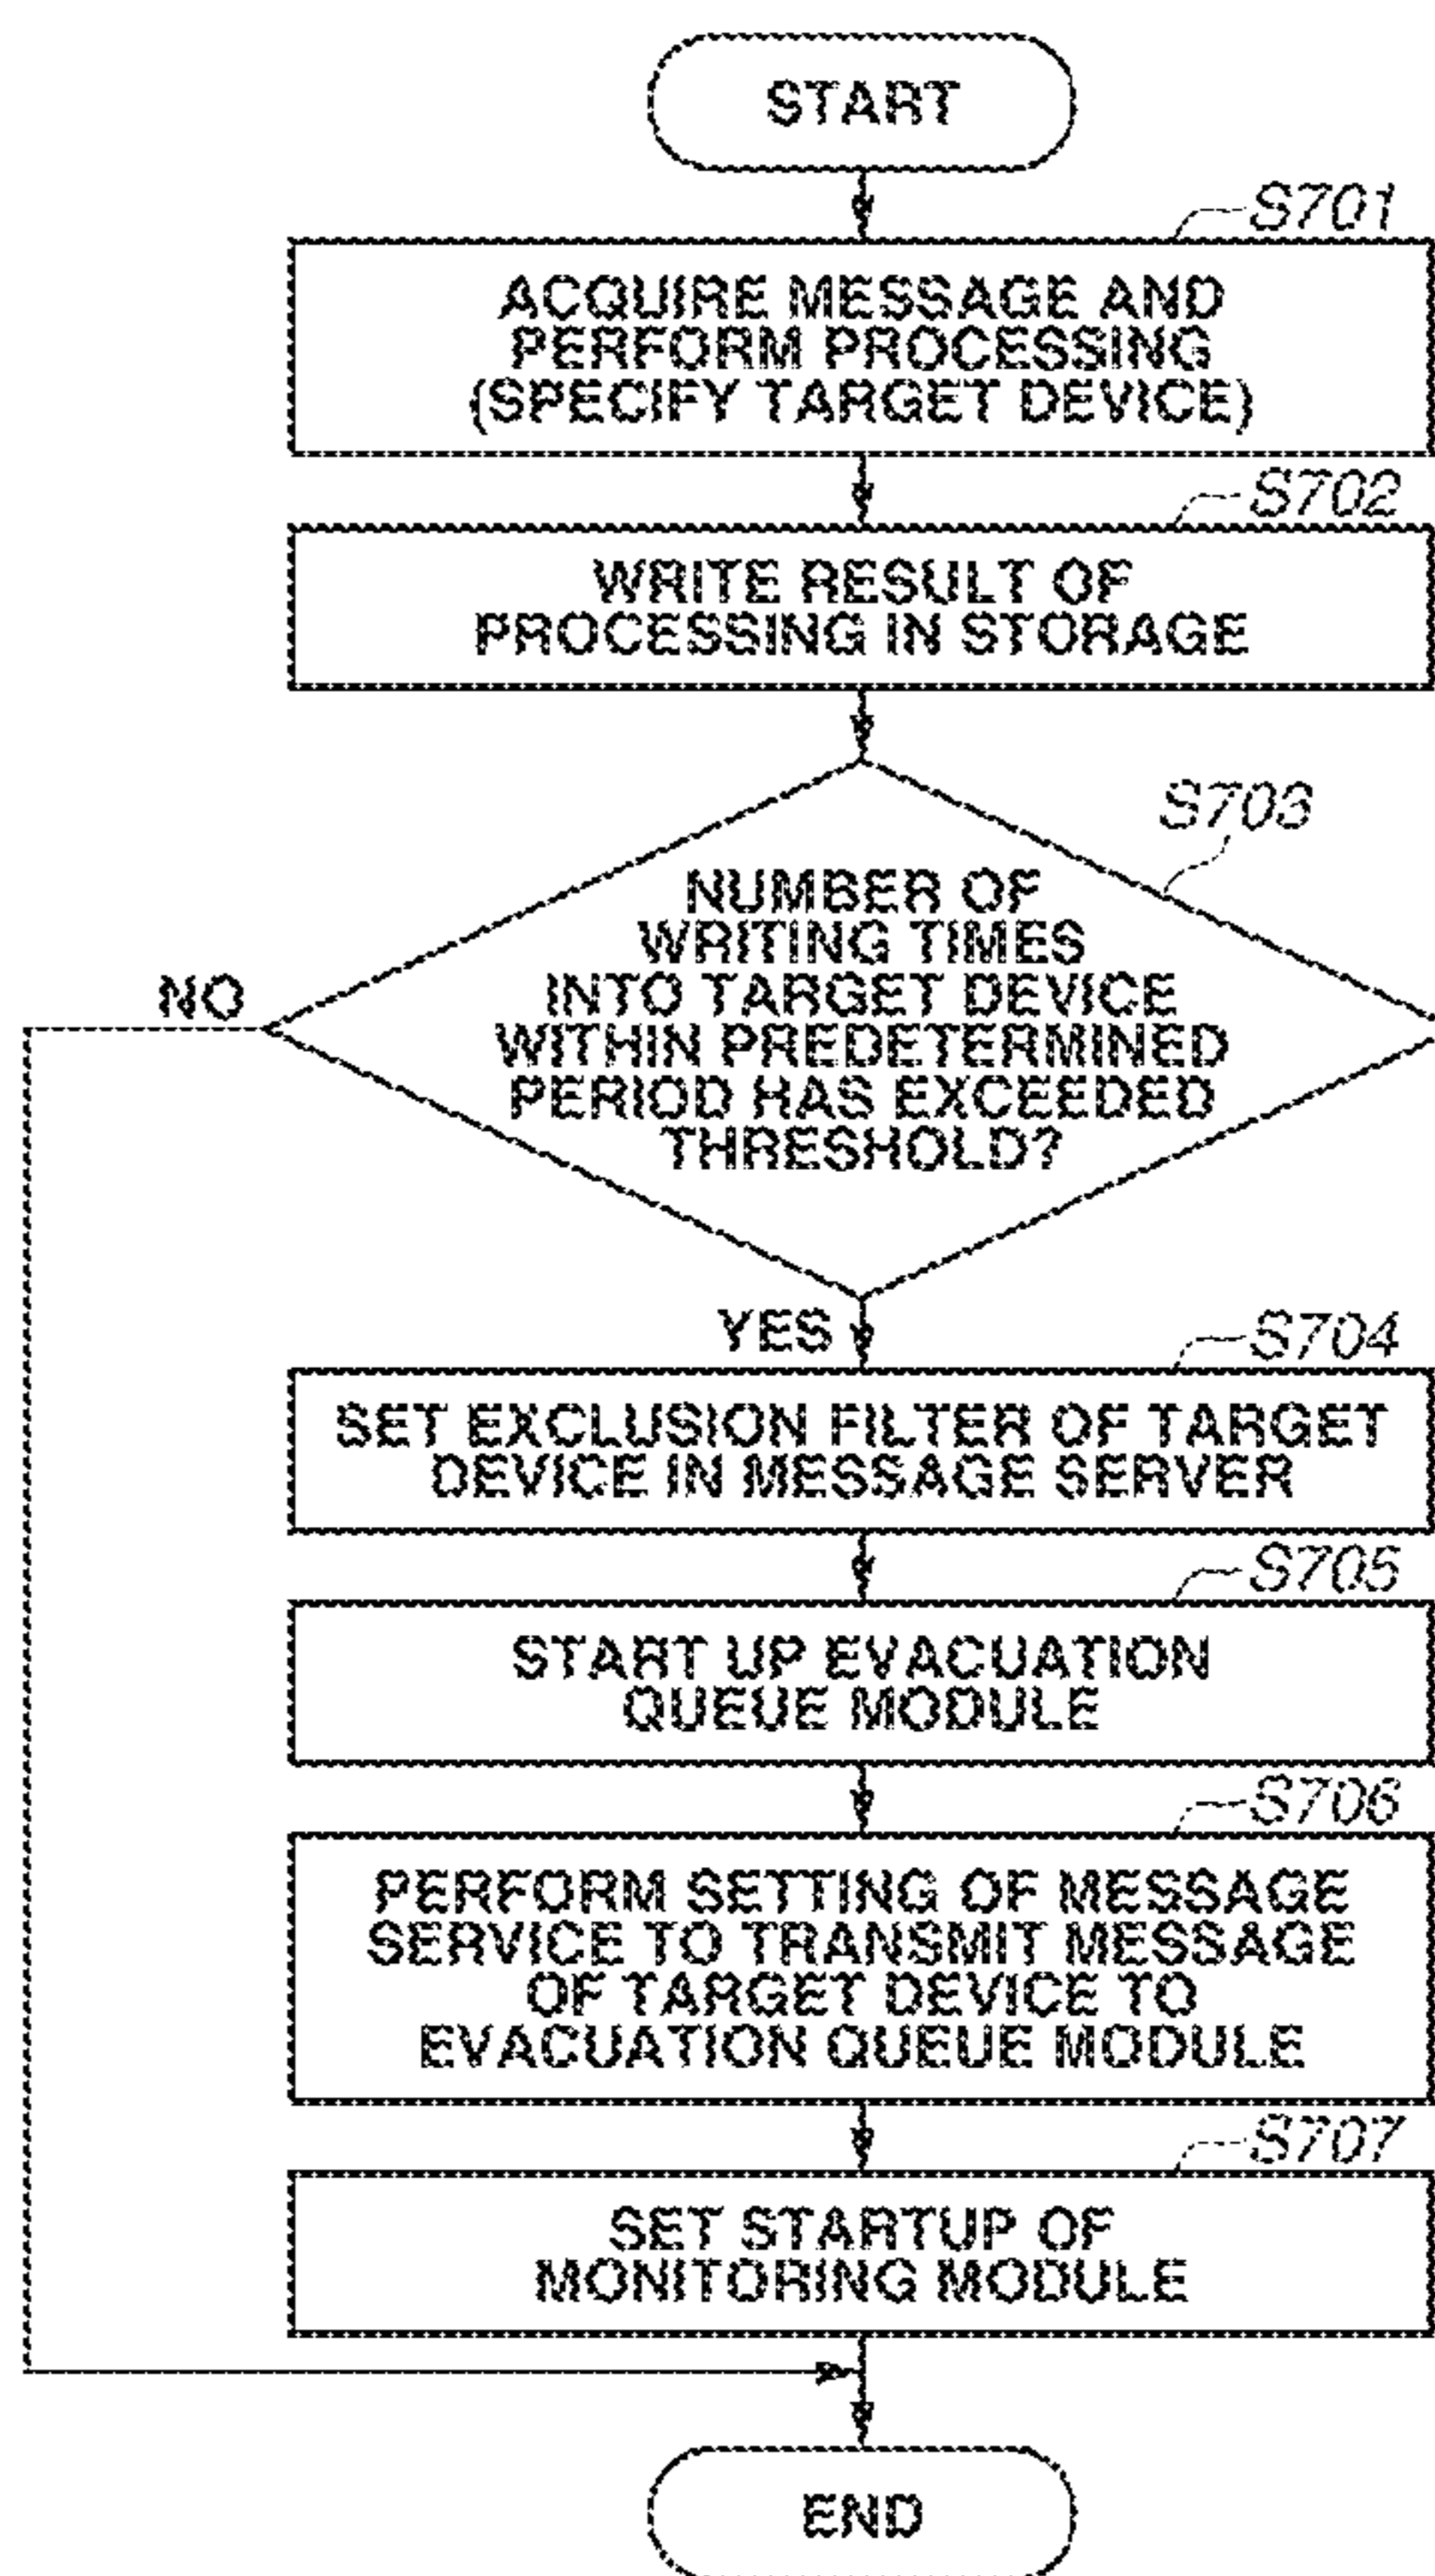 START
S701
ACQUIRE MESSAGE AND
PERFORM PROCESSING
(SPECIFY TARGET DEVICE)
S702
WRITE RESULT OF
PROCESSING IN STORAGE
S703
NUMBER OF
WRITING TIMES
INTO TARGET DEVICE
WITHIN PREDETERMINED
PERIOD HAS EXCEEDED
THRESHOLD?
NO
YES
S704
SET EXCLUSION FILTER OF TARGET
DEVICE IN MESSAGE SERVER
S705
START UP EVACUATION
QUEUE MODULE
S706
PERFORM SETTING OF MESSAGE
SERVICE TO TRANSMIT MESSAGE
OF TARGET DEVICE TO
EVACUATION QUEUE MODULE
S707
SET STARTUP OF
MONITORING MODULE
END